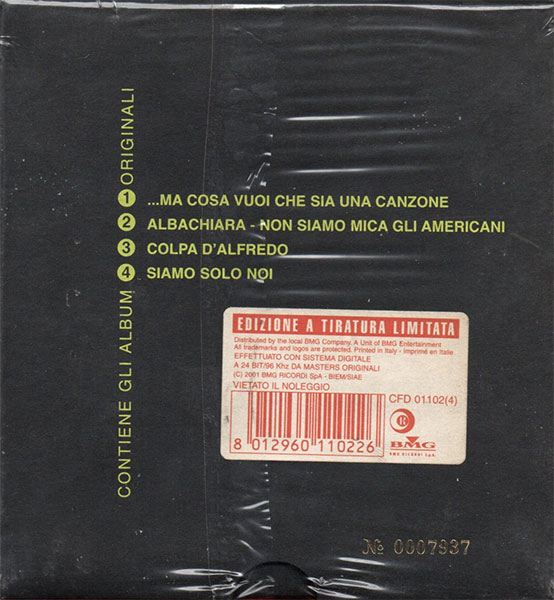 CONTIENE GLI ALBUM ORIGINALI
1 ...MA COSA VUOI CHE SIA UNA CANZONE
2 ALBACHIARA - NON SIAMO MICA GLI AMERICANI
3 COLPA D'ALFREDO
4 SIAMO SOLO NOI
EDIZIONE A TIRATURA LIMITATA
Distributed by the local BMG Company. A Unit of BMG Entertainment
All trademarks and logos are protected. Printed in Italy - Imprimé en Italie
EFFETTUATO CON SISTEMA DIGITALE
A 24 BIT/96 Khz DA MASTERS ORIGINALI
(C) 2001 BMG RICORDI SpA - BIEM/SIAE
VIETATO IL NOLEGGIO
CFD 01102(4)
8 012960 110226
BMG
BMG RICORDI S.p.A.
№ 0007937